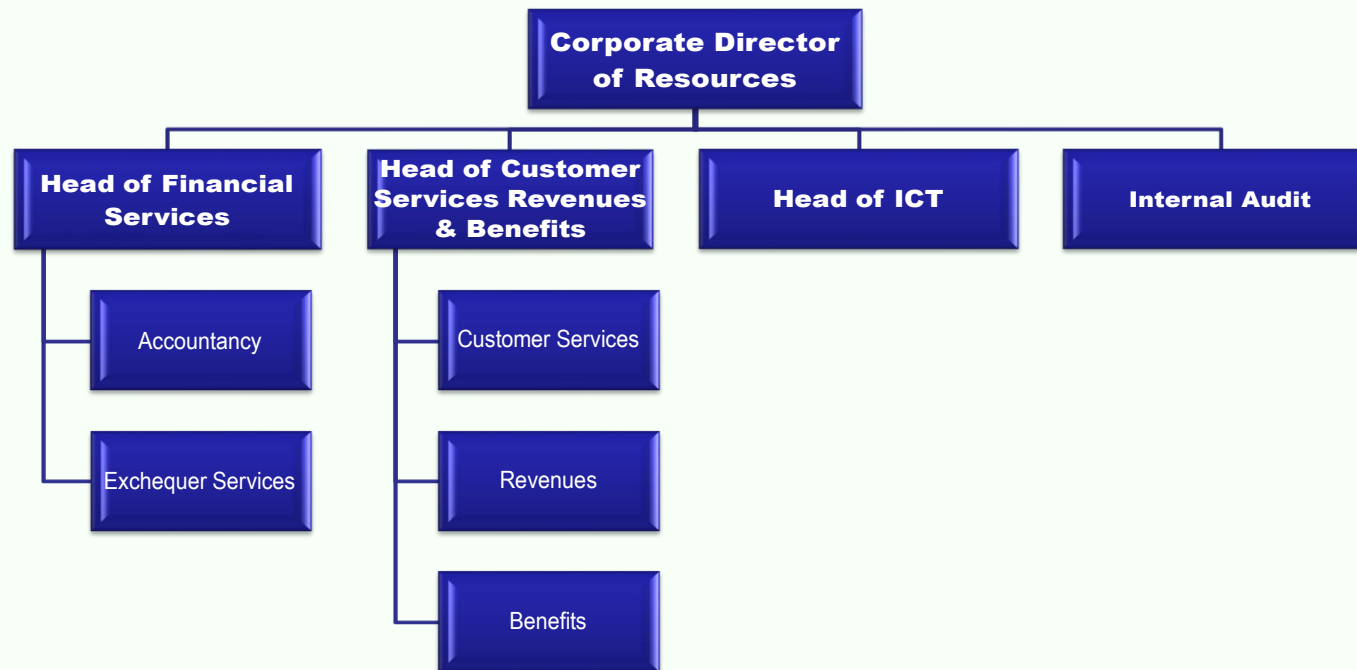 Corporate Director
of Resources
Head of Financial
Services
Head of Customer
Services Revenues
& Benefits
Head of ICT
Internal Audit
Accountancy
Customer Services
Exchequer Services
Revenues
Benefits